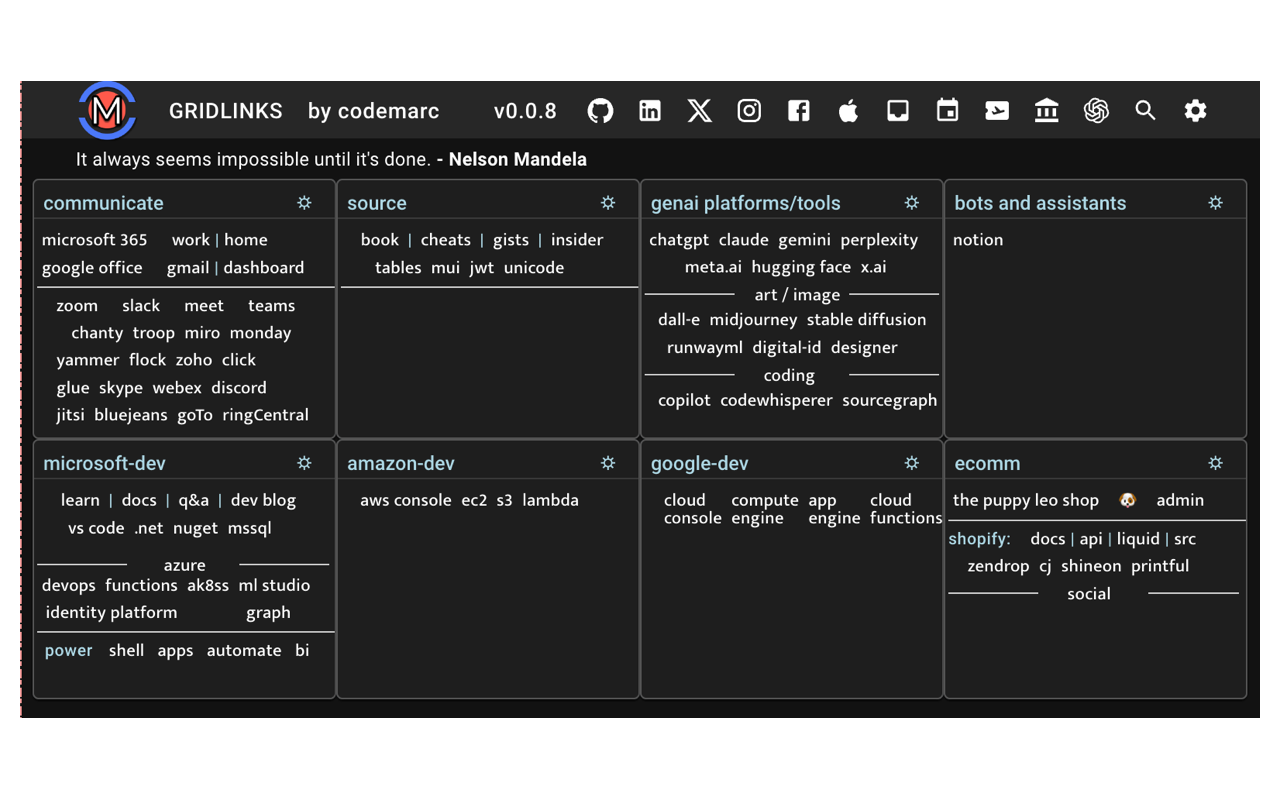 M GRIDLINKS by codemarc v0.0.8
It always seems impossible until it's done. - Nelson Mandela
communicate
microsoft 365 work | home
google office gmail | dashboard
zoom slack meet teams
chanty troop miro monday
yammer flock zoho click
glue skype webex discord
jitsi bluejeans goTo ringCentral
source
book | cheats | gists | insider
tables mui jwt unicode
genai platforms/tools
chatgpt claude gemini perplexity
meta.ai hugging face x.ai
art / image
dall-e midjourney stable diffusion
runwayml digital-id designer
coding
copilot codewhisperer sourcegraph
bots and assistants
notion
microsoft-dev
learn | docs | q&a | dev blog
vs code .net nuget mssql
azure
devops functions ak8ss ml studio
identity platform graph
power shell apps automate bi
amazon-dev
aws console ec2 s3 lambda
google-dev
cloud compute app cloud
console engine engine functions
ecomm
the puppy leo shop 🐶 admin
shopify: docs | api | liquid | src
zendrop cj shineon printful
social